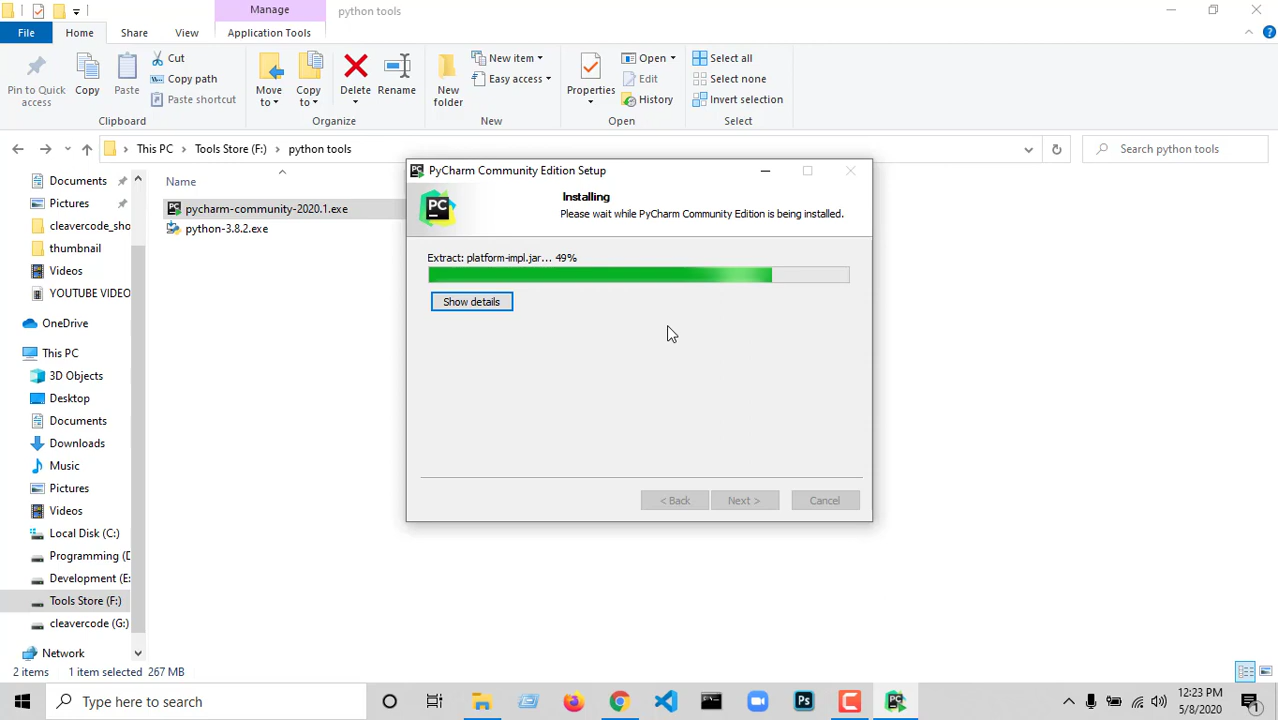 Manage
python tools
File
Home
Share
View
Application Tools
Pin to Quick access
Copy
Paste
Cut
Copy path
Paste shortcut
Clipboard
Move to
Copy to
Delete
Rename
Organize
New folder
New item
Easy access
New
Properties
Open
Edit
History
Open
Select all
Select none
Invert selection
Select
This PC > Tools Store (F:) > python tools
Search python tools
Documents
Pictures
cleavercode_sho
thumbnail
Videos
YOUTUBE VIDEO
OneDrive
This PC
3D Objects
Desktop
Documents
Downloads
Music
Pictures
Videos
Local Disk (C:)
Programming (D
Development (E:
Tools Store (F:)
cleavercode (G:)
Network
Name
pycharm-community-2020.1.exe
python-3.8.2.exe
PC PyCharm Community Edition Setup
PC
Installing
Please wait while PyCharm Community Edition is being installed.
Extract: platform-impl.jar... 49%
Show details
< Back
Next >
Cancel
2 items
1 item selected
267 MB
Type here to search
Ps
PC
12:23 PM
5/8/2020
1